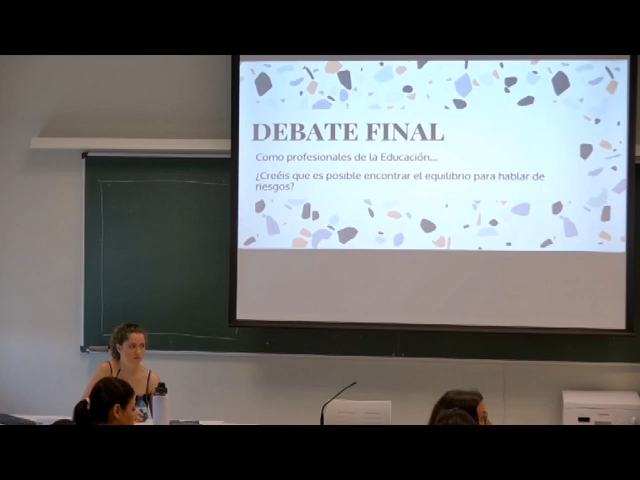 DEBATE FINAL
Como profesionales de la Educación...
¿Creéis que es posible encontrar el equilibrio para hablar de
riesgos?